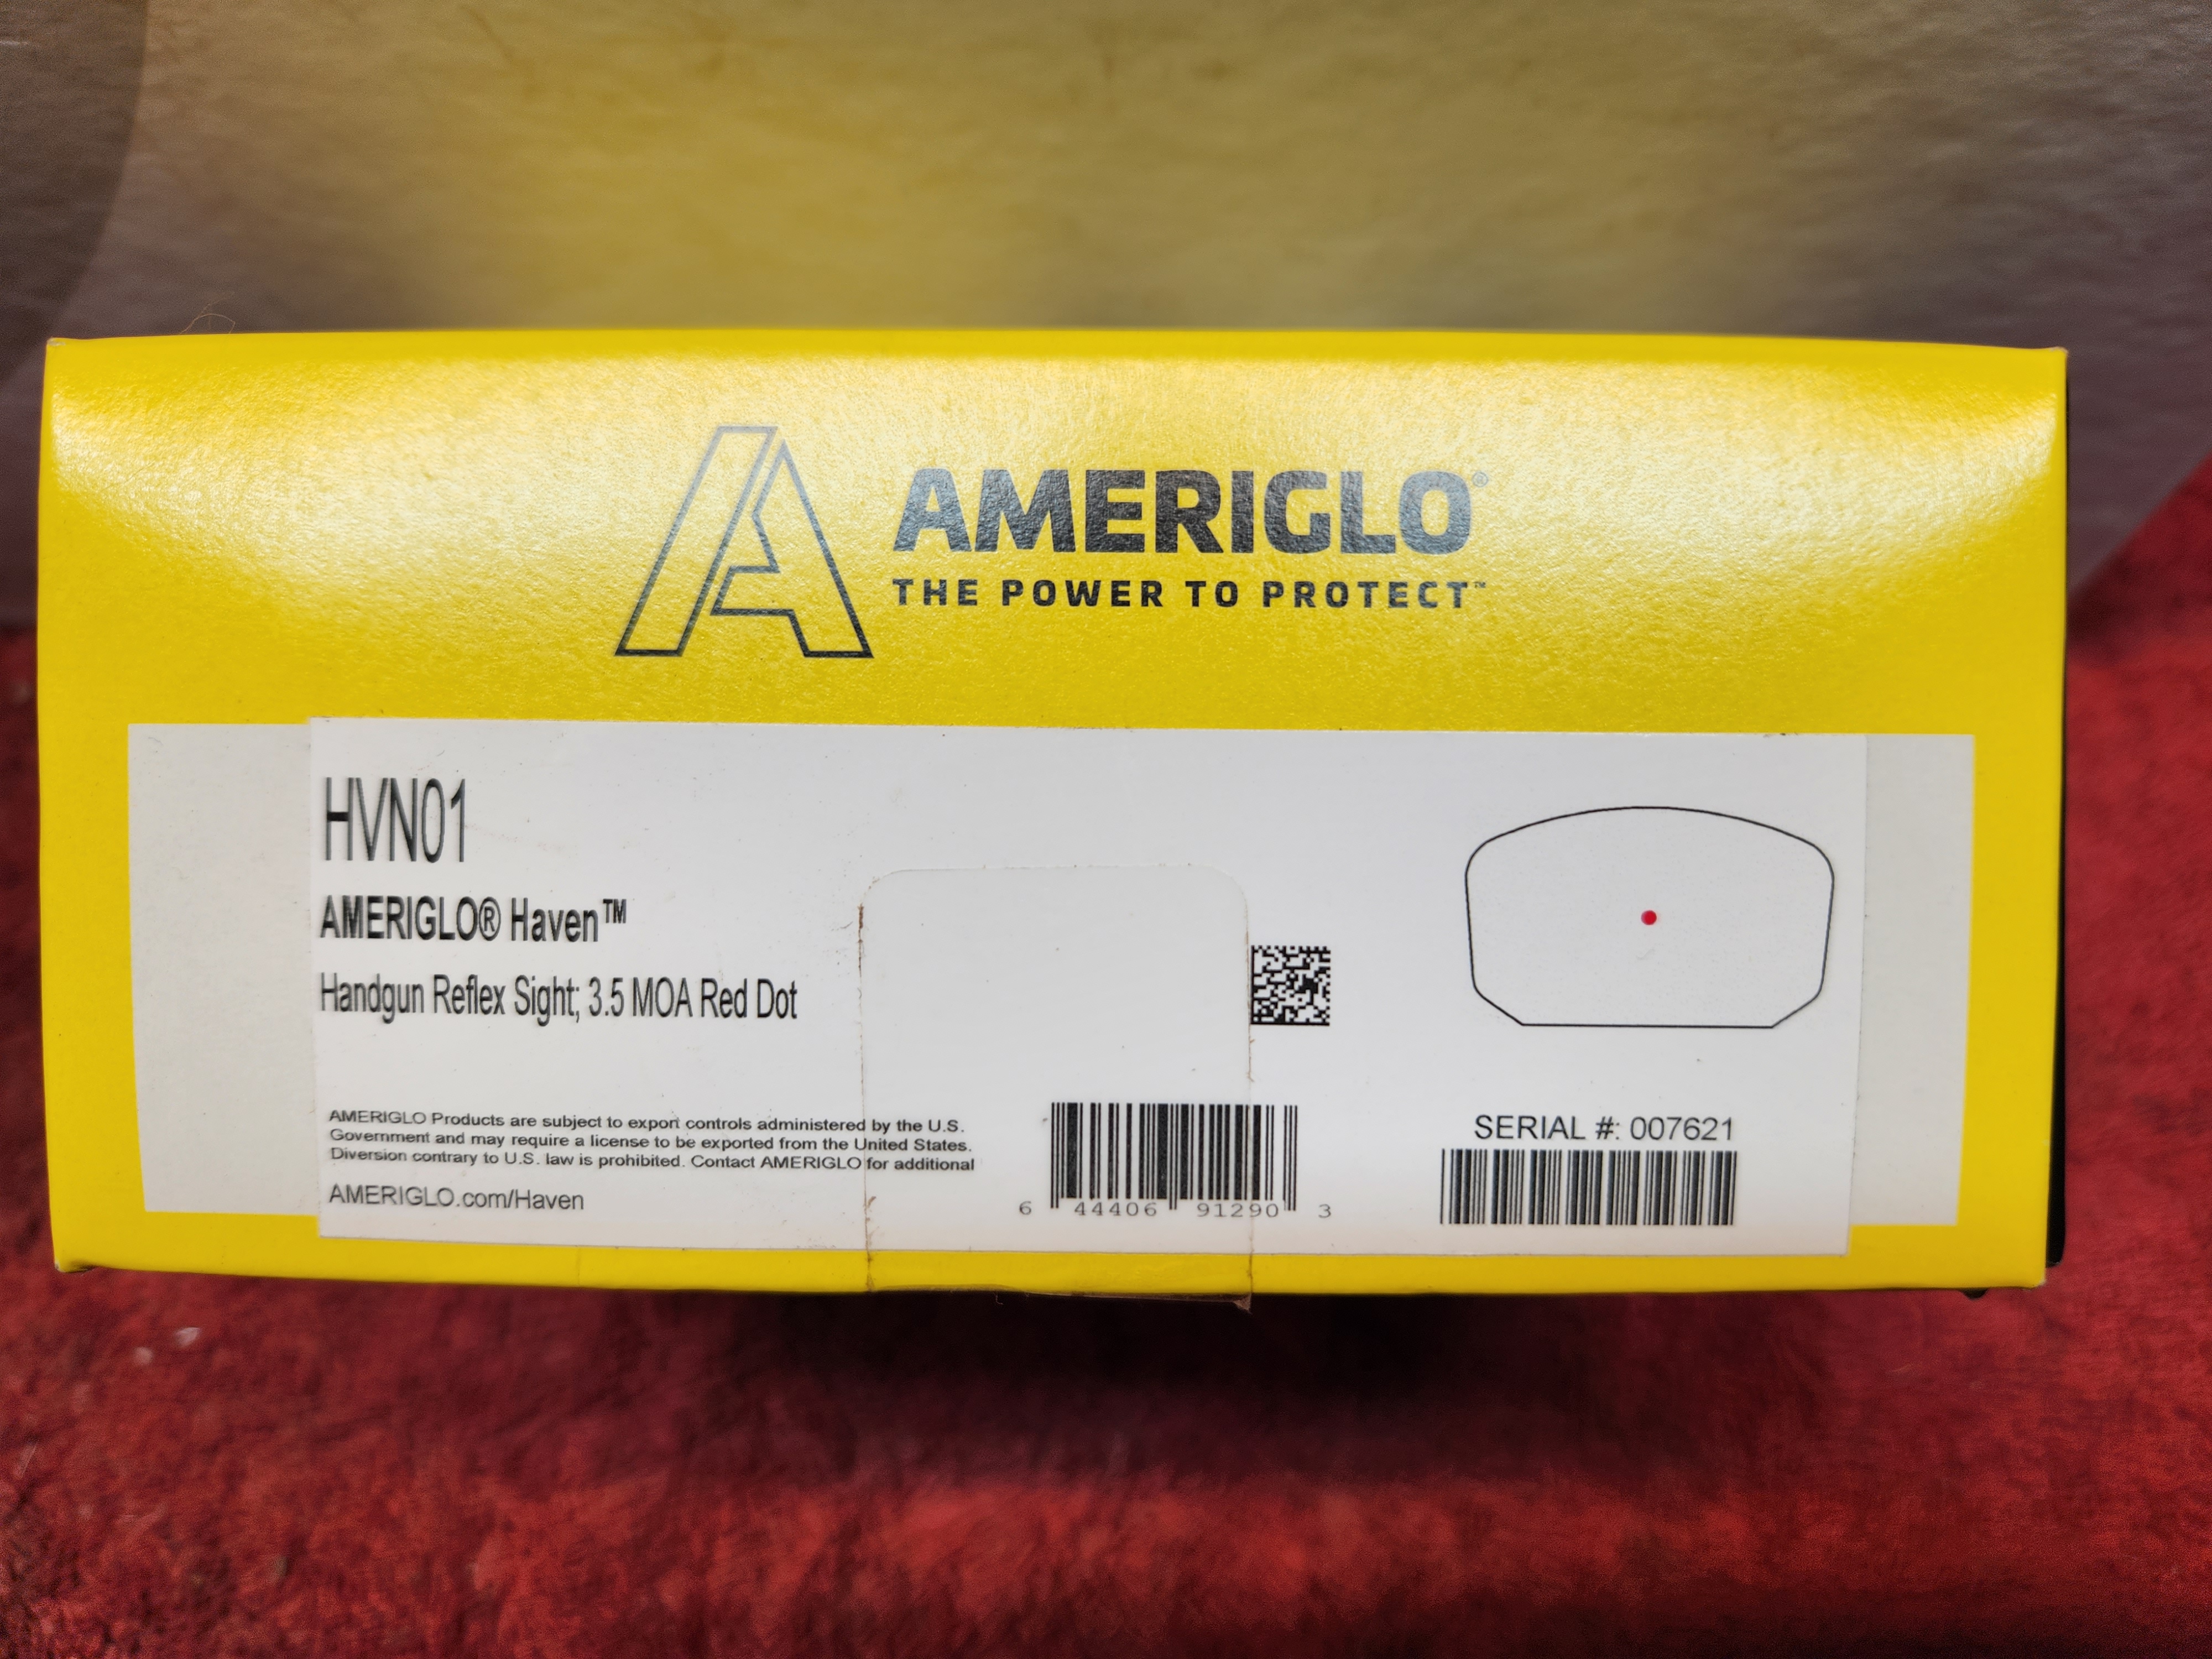 AMERIGLO®
THE POWER TO PROTECT™
HVN01
AMERIGLO® Haven™
Handgun Reflex Sight; 3.5 MOA Red Dot
AMERIGLO Products are subject to export controls administered by the U.S.
Government and may require a license to be exported from the United States.
Diversion contrary to U.S. law is prohibited. Contact AMERIGLO for additional
AMERIGLO.com/Haven
6 44406 91290 3
SERIAL #: 007621